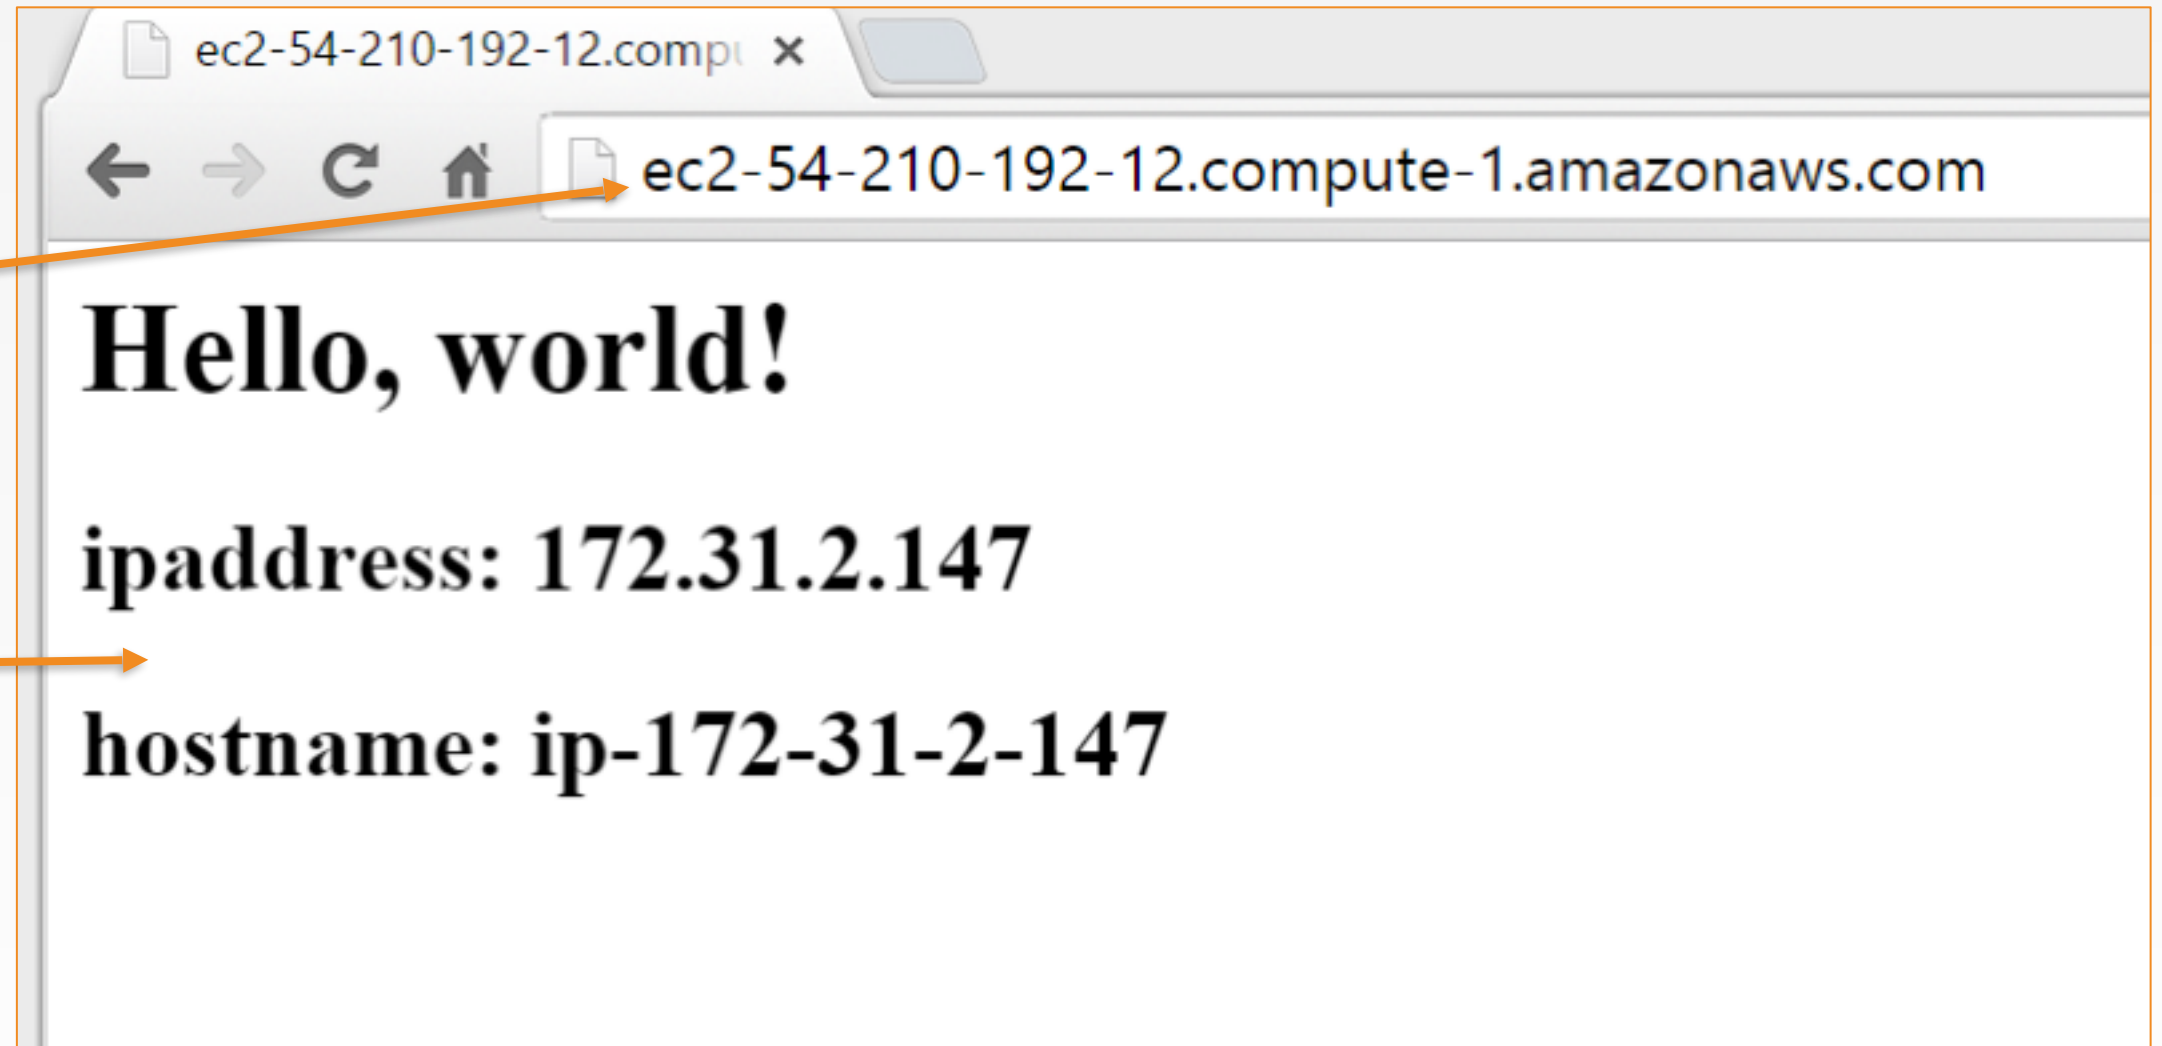 ec2-54-210-192-12.compu
ec2-54-210-192-12.compute-1.amazonaws.com
Hello, world!
ipaddress: 172.31.2.147
hostname: ip-172-31-2-147